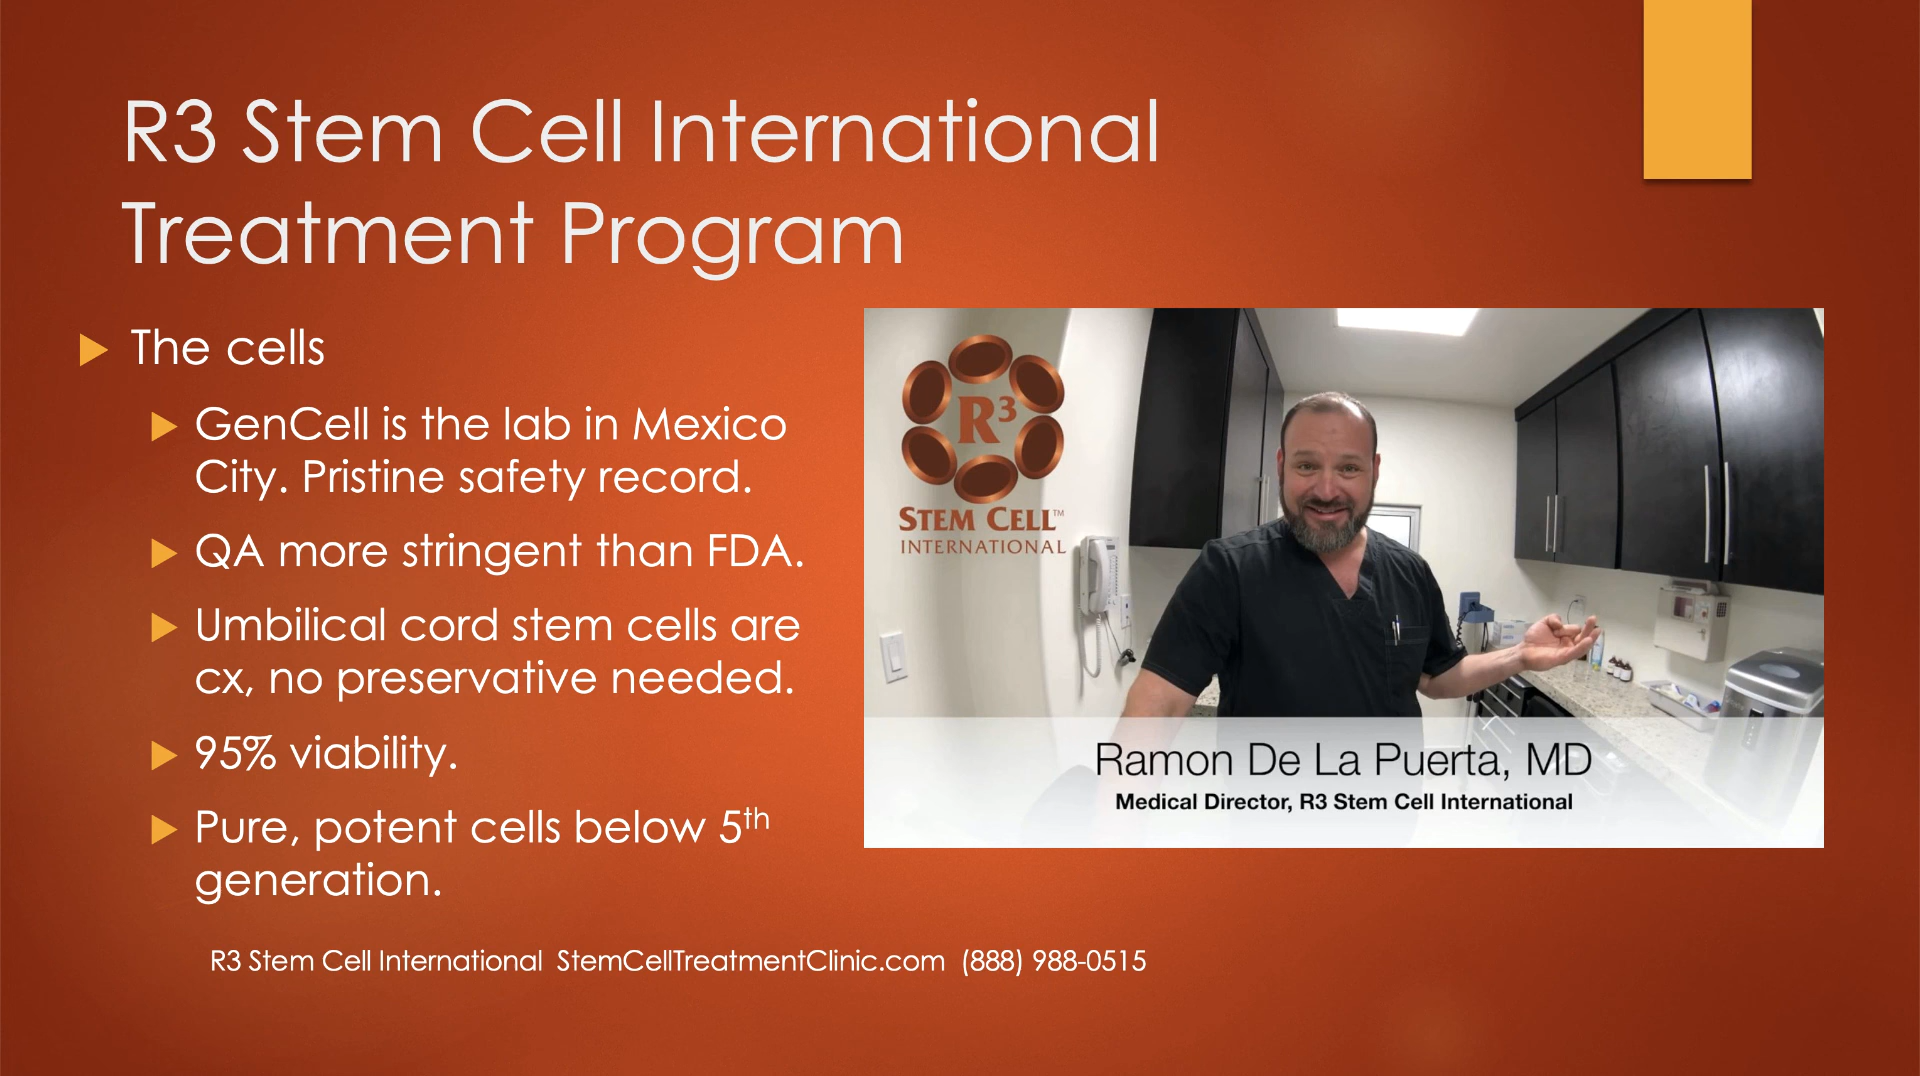 R3 Stem Cell International
Treatment Program
The cells
GenCell is the lab in Mexico
City. Pristine safety record.
QA more stringent than FDA.
Umbilical cord stem cells are
cx, no preservative needed.
95% viability.
Pure, potent cells below 5th
generation.
R3
STEM CELL™
INTERNATIONAL
Ramon De La Puerta, MD
Medical Director, R3 Stem Cell International
R3 Stem Cell International StemCellTreatmentClinic.com (888) 988-0515